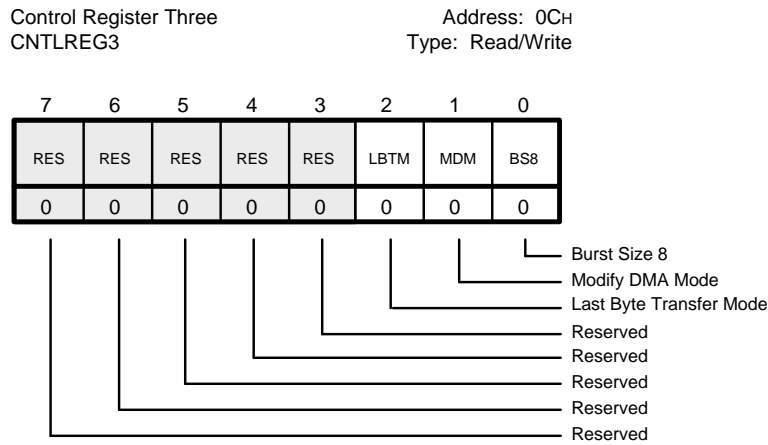 Control Register Three Address: 0CH
CNTLREG3 Type: Read/Write
7 6 5 4 3 2 1 0
RES RES RES RES RES LBTM MDM BS8
0 0 0 0 0 0 0 0
Burst Size 8
Modify DMA Mode
Last Byte Transfer Mode
Reserved
Reserved
Reserved
Reserved
Reserved